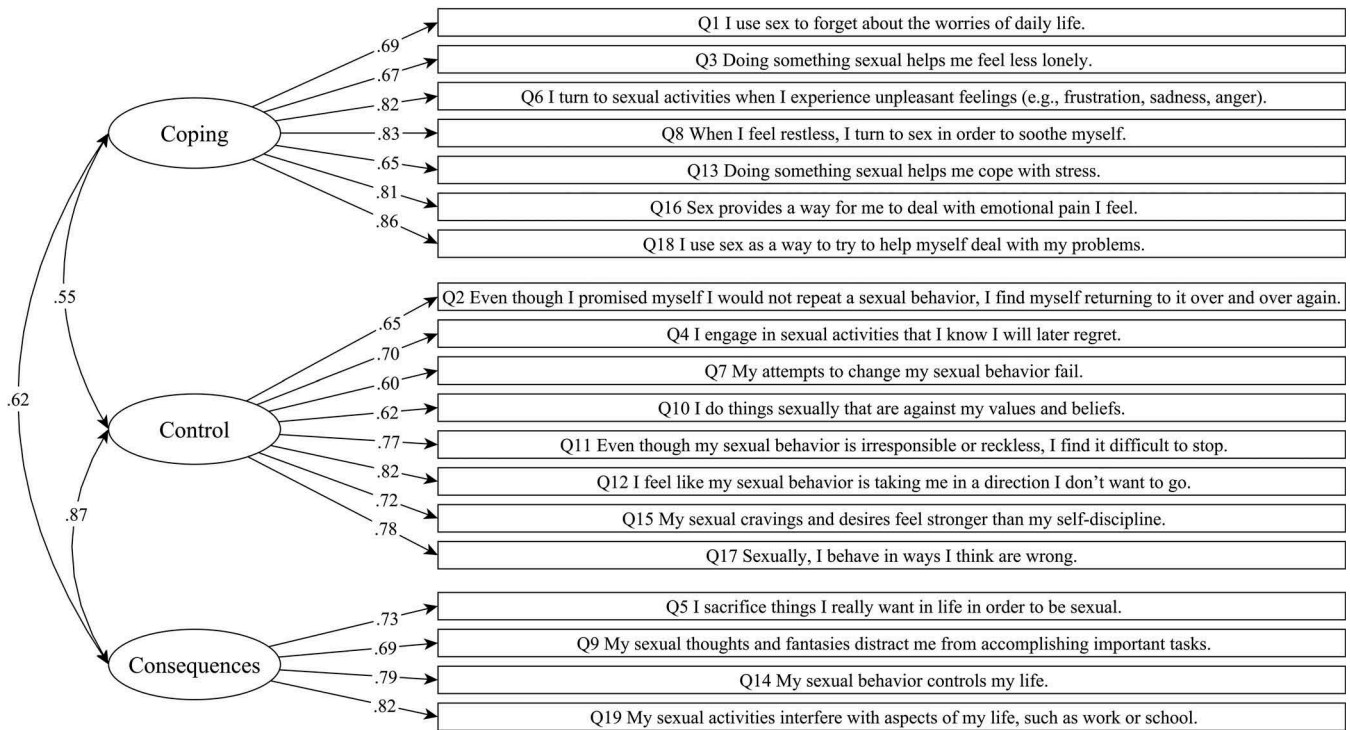 Q1 I use sex to forget about the worries of daily life.
.69
Q3 Doing something sexual helps me feel less lonely.
.67
Q6 I turn to sexual activities when I experience unpleasant feelings (e.g., frustration, sadness, anger).
.82
Coping
Q8 When I feel restless, I turn to sex in order to soothe myself.
.83
Q13 Doing something sexual helps me cope with stress.
.65
Q16 Sex provides a way for me to deal with emotional pain I feel.
.81
Q18 I use sex as a way to try to help myself deal with my problems.
.86
.55
Q2 Even though I promised myself I would not repeat a sexual behavior, I find myself returning to it over and over again.
.65
Q4 I engage in sexual activities that I know I will later regret.
.70
Q7 My attempts to change my sexual behavior fail.
.60
.62
Q10 I do things sexually that are against my values and beliefs.
.62
Control
Q11 Even though my sexual behavior is irresponsible or reckless, I find it difficult to stop.
.77
Q12 I feel like my sexual behavior is taking me in a direction I don’t want to go.
.82
.87
Q15 My sexual cravings and desires feel stronger than my self-discipline.
.72
Q17 Sexually, I behave in ways I think are wrong.
.78
Q5 I sacrifice things I really want in life in order to be sexual.
.73
Q9 My sexual thoughts and fantasies distract me from accomplishing important tasks.
.69
Consequences
Q14 My sexual behavior controls my life.
.79
Q19 My sexual activities interfere with aspects of my life, such as work or school.
.82